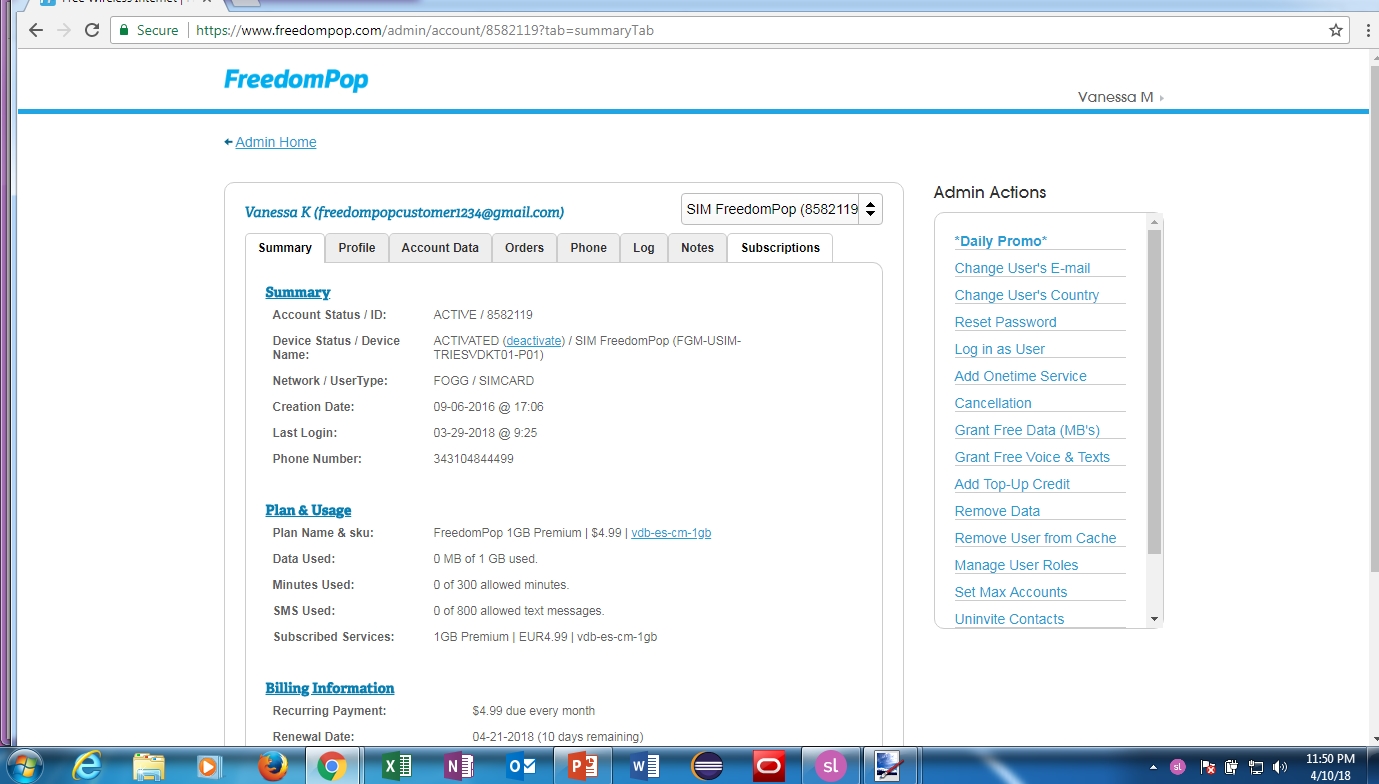 Free Wireless Internet |
Secure
https://www.freedompop.com/admin/account/8582119?tab=summaryTab
FreedomPop
Vanessa M
Admin Home
Vanessa K (freedompopcustomer1234@gmail.com)
SIM FreedomPop (8582119
Summary Profile Account Data Orders Phone Log Notes Subscriptions
Summary
Account Status / ID: ACTIVE / 8582119
Device Status / Device Name: ACTIVATED (deactivate) / SIM FreedomPop (FGM-USIM-
TRIESVDKT01-P01)
Network / UserType: FOGG / SIMCARD
Creation Date: 09-06-2016 @ 17:06
Last Login: 03-29-2018 @ 9:25
Phone Number: 343104844499
Plan & Usage
Plan Name & sku: FreedomPop 1GB Premium | $4.99 | vdb-es-cm-1gb
Data Used: 0 MB of 1 GB used.
Minutes Used: 0 of 300 allowed minutes.
SMS Used: 0 of 800 allowed text messages.
Subscribed Services: 1GB Premium | EUR4.99 | vdb-es-cm-1gb
Billing Information
Recurring Payment: $4.99 due every month
Renewal Date: 04-21-2018 (10 days remaining)
Admin Actions
*Daily Promo*
Change User's E-mail
Change User's Country
Reset Password
Log in as User
Add Onetime Service
Cancellation
Grant Free Data (MB's)
Grant Free Voice & Texts
Add Top-Up Credit
Remove Data
Remove User from Cache
Manage User Roles
Set Max Accounts
Uninvite Contacts
sl
sl
11:50 PM
4/10/18